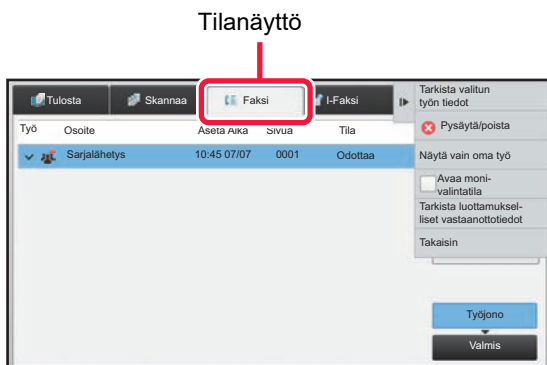 Tilanäyttö
Tulosta
Skannaa
Faksi
I-Faksi
Työ
Osoite
Aseta Aika
Sivua
Tila
Sarjalähetys
10:45 07/07
0001
Odottaa
Tarkista valitun
työn tiedot
Pysäytä/poista
Näytä vain oma työ
Avaa moni-
valintatila
Tarkista luottamuksel-
liset vastaanottotiedot
Takaisin
Työjono
Valmis